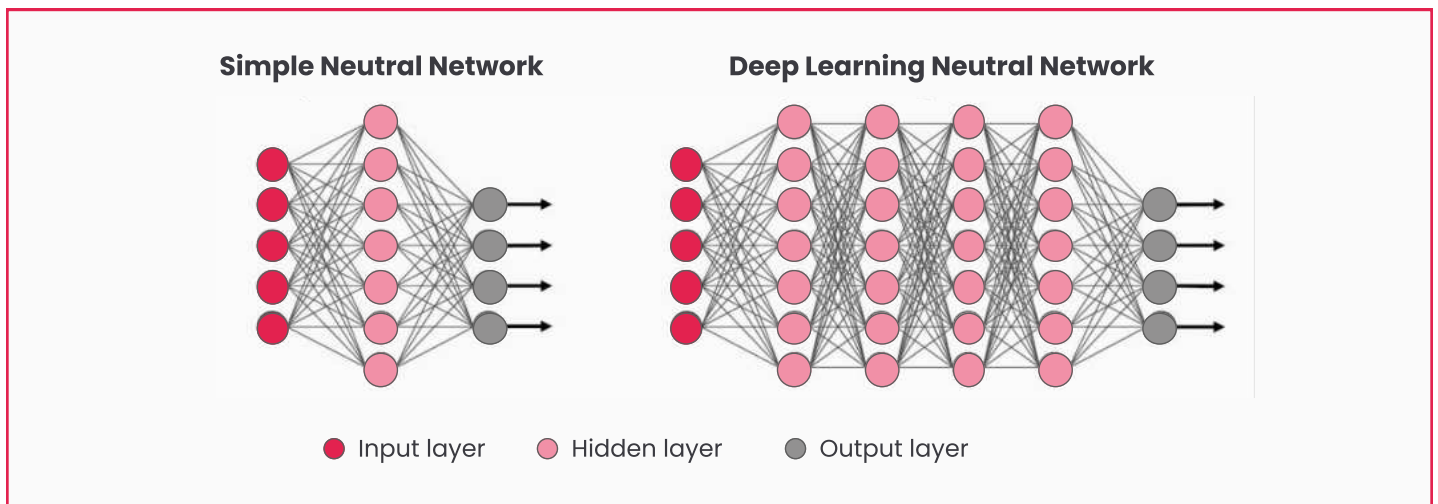 Simple Neutral Network
Deep Learning Neutral Network
Input layer
Hidden layer
Output layer